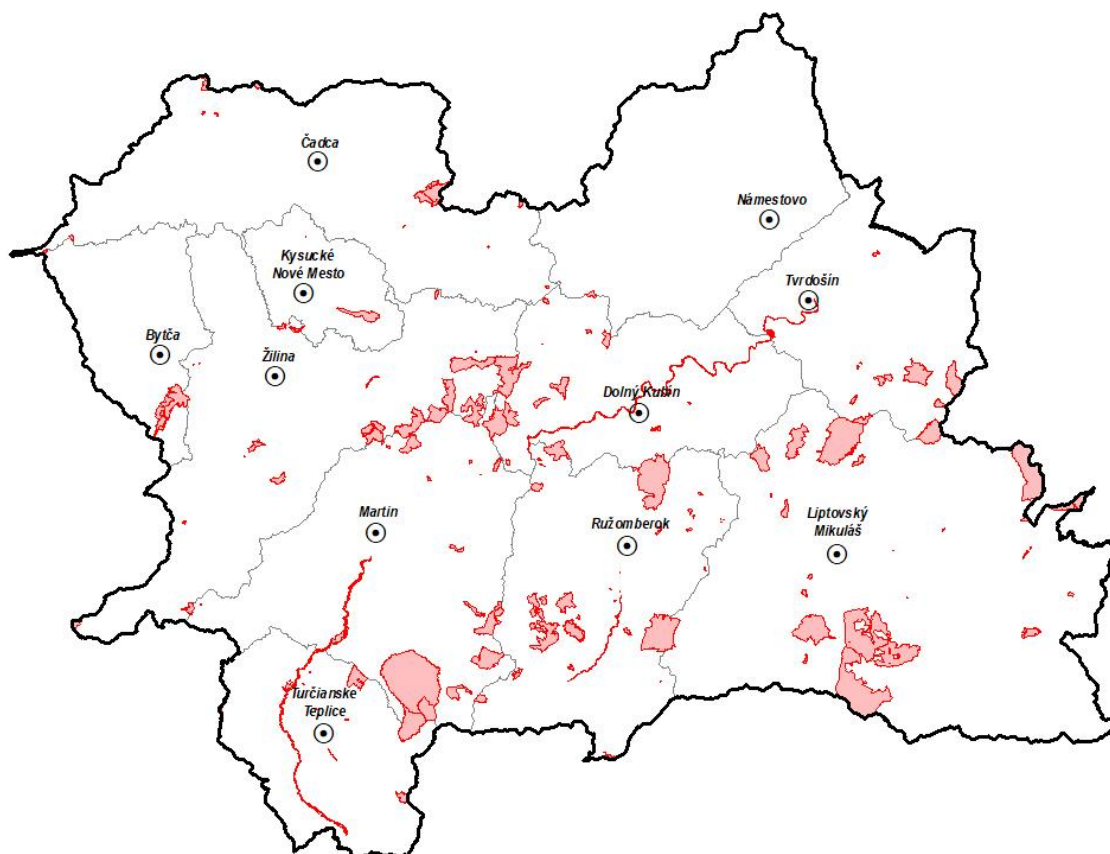 Čadca
Námestovo
Kysucké
Nové Mesto
Tvrdošín
Bytča
Žilina
Dolný Kubín
Martin
Ružomberok
Liptovský
Mikuláš
Turčianske
Teplice